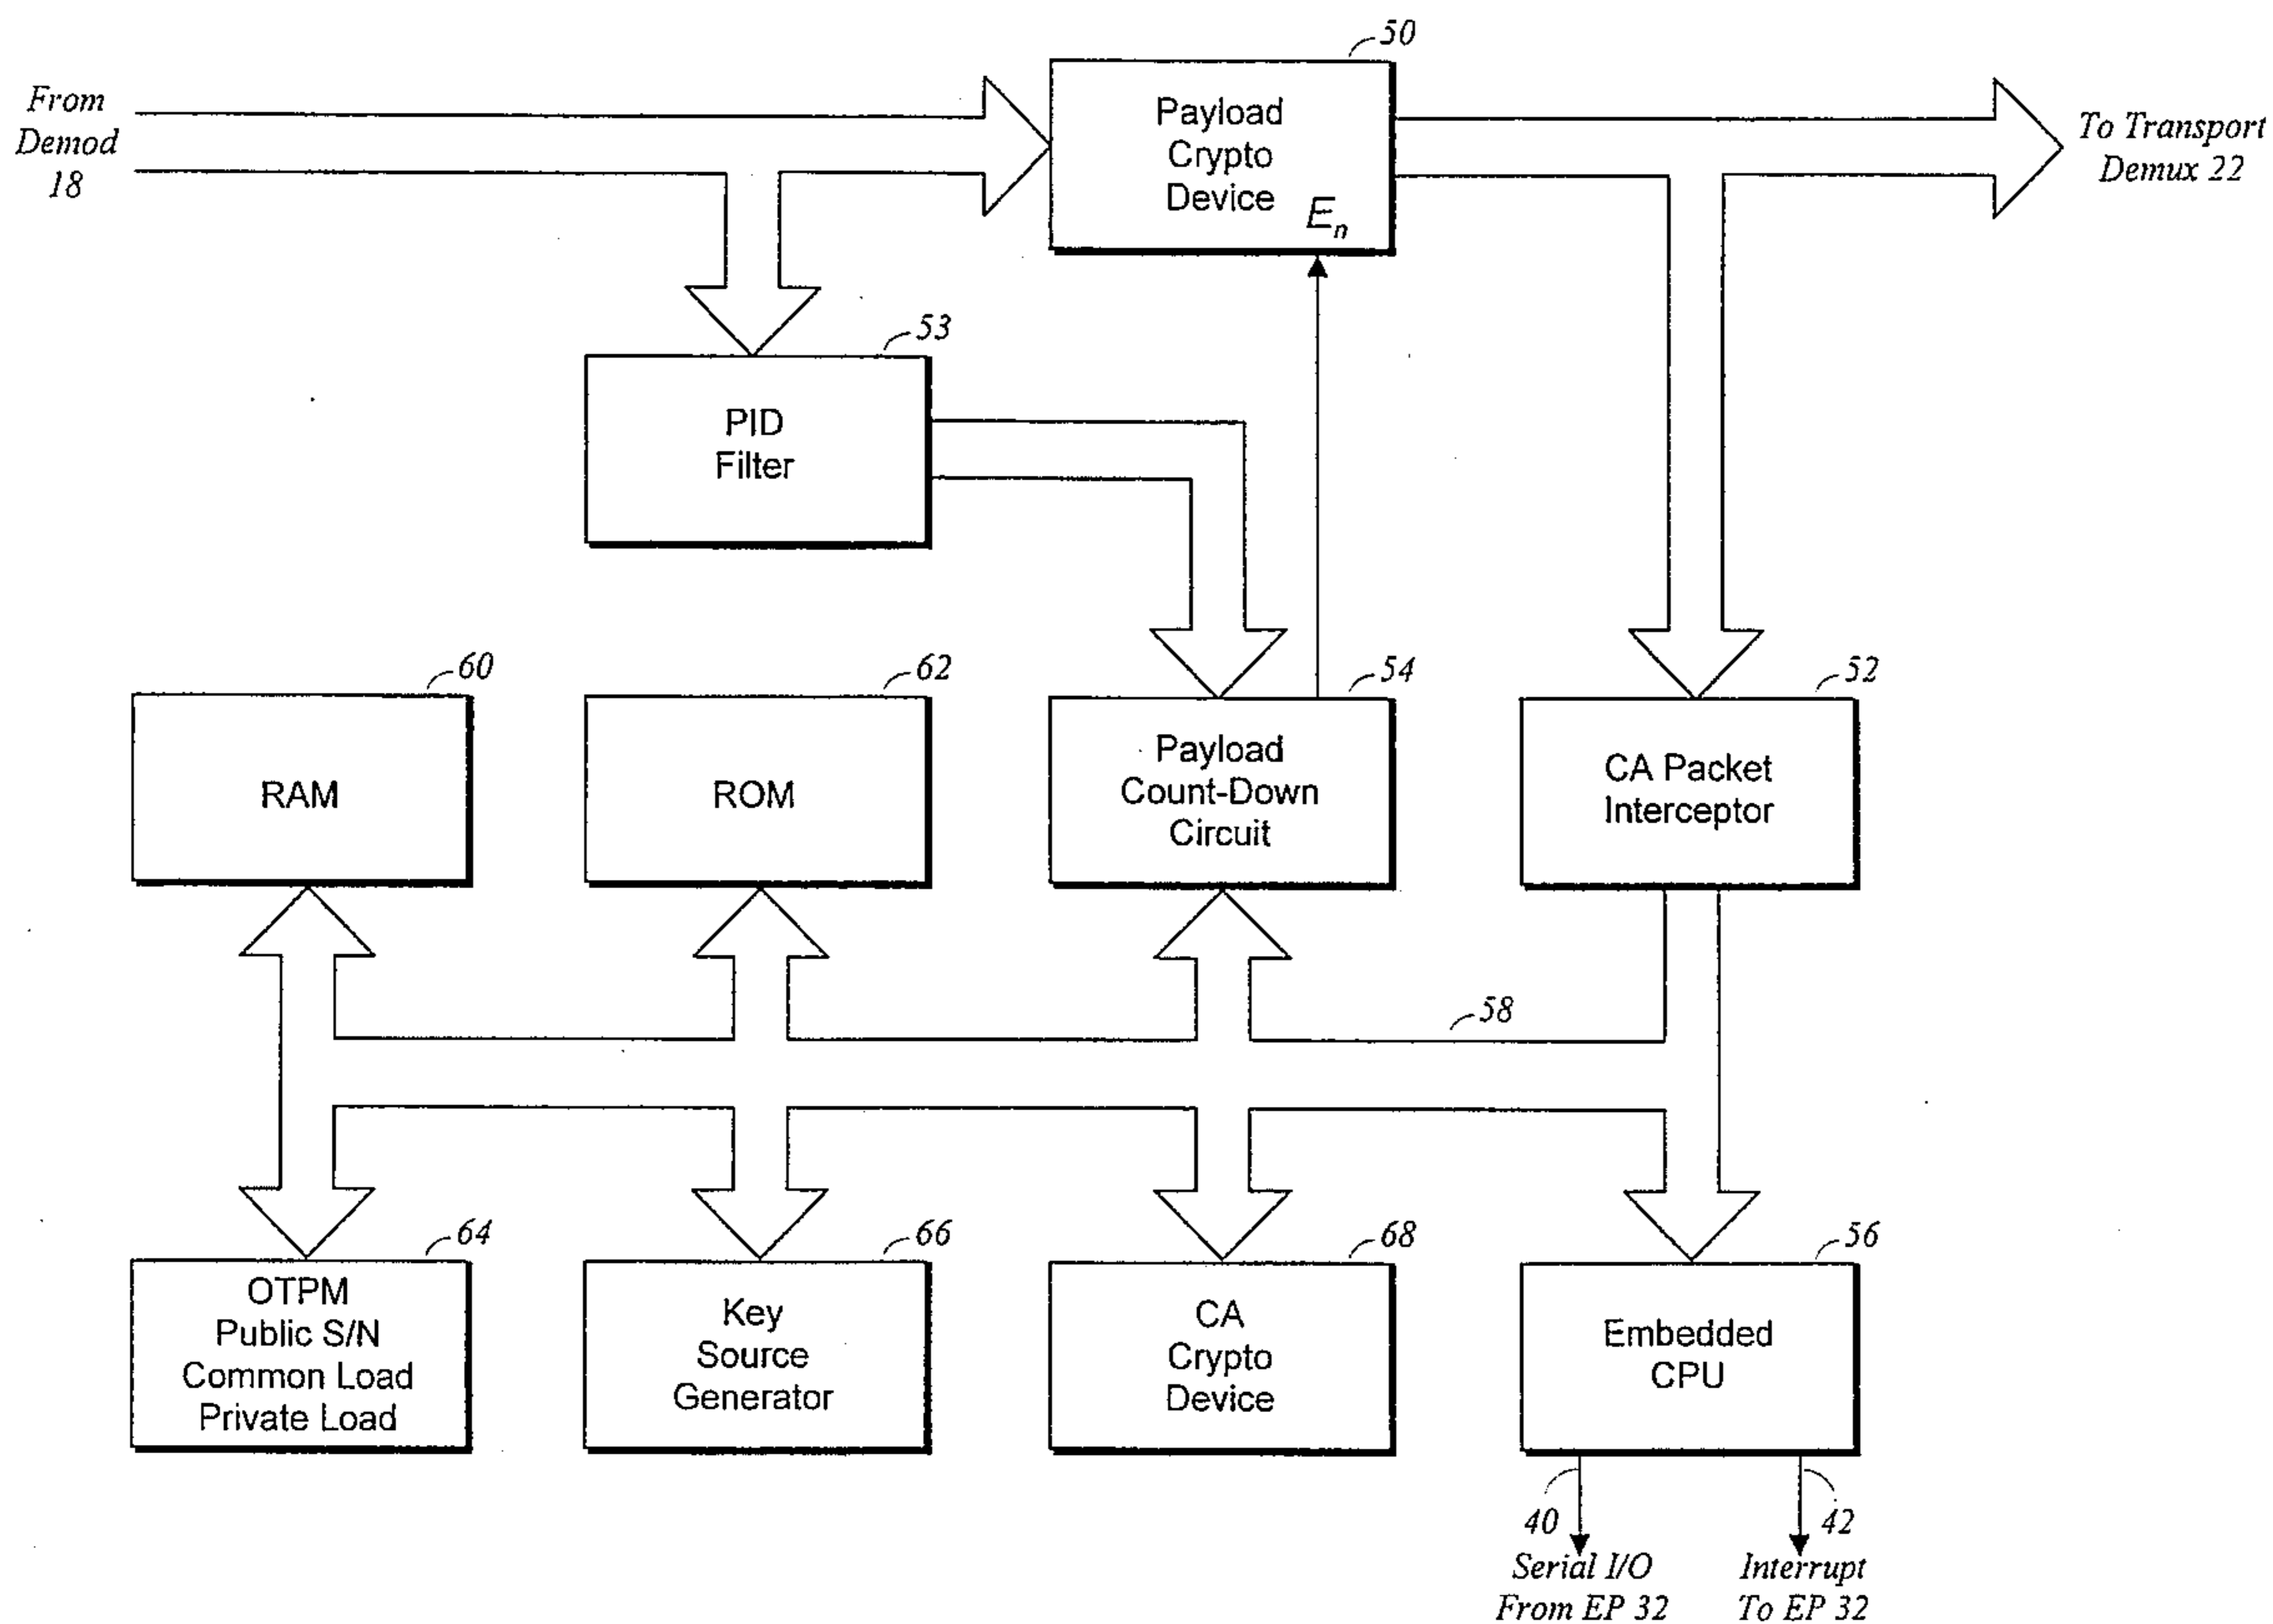 50
From
Demod
18
Payload
Crypto
Device
E_n
To Transport
Demux 22
53
PID
Filter
60
RAM
62
ROM
54
Payload
Count-Down
Circuit
52
CA Packet
Interceptor
58
64
OTPM
Public S/N
Common Load
Private Load
66
Key
Source
Generator
68
CA
Crypto
Device
56
Embedded
CPU
40
Serial I/O
From EP 32
42
Interrupt
To EP 32